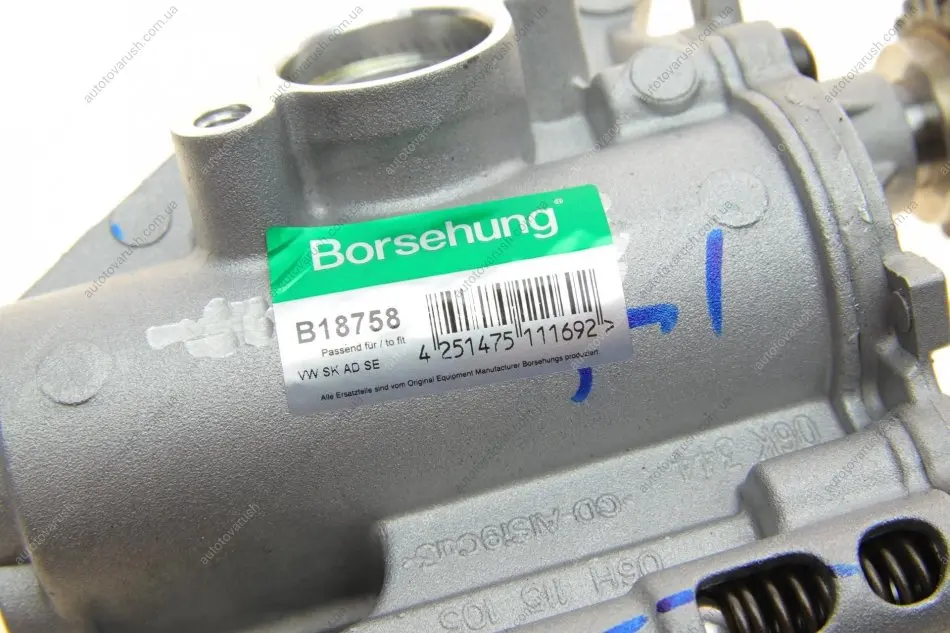 Borsehung®
B18758
Passend für / to fit
VW SK AD SE
4 251475 111692 >
Alle Ersatzteile sind vom Original Equipment Manufacturer Borsehungs produziert
06K 344
06H 115 105
autotovarush.com.ua